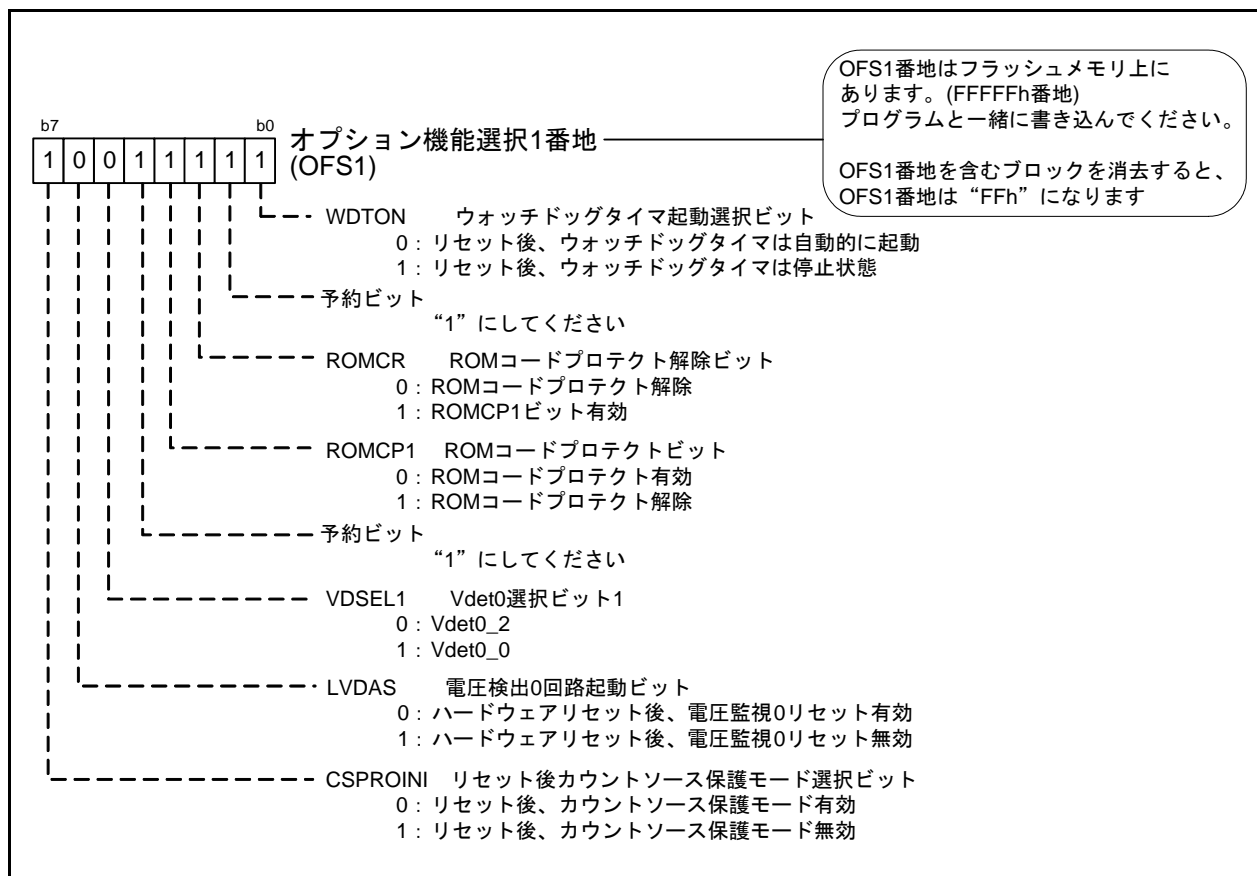 OFS1番地はフラッシュメモリ上に
あります。(FFFFFh番地)
プログラムと一緒に書き込んでください。
OFS1番地を含むブロックを消去すると、
OFS1番地は“FFh”になります
b7 b0
1 0 0 1 1 1 1 1
オプション機能選択1番地
(OFS1)
WDTON ウォッチドッグタイマ起動選択ビット
0:リセット後、ウォッチドッグタイマは自動的に起動
1:リセット後、ウォッチドッグタイマは停止状態
予約ビット
“1”にしてください
ROMCR ROMコードプロテクト解除ビット
0:ROMコードプロテクト解除
1:ROMCP1ビット有効
ROMCP1 ROMコードプロテクトビット
0:ROMコードプロテクト有効
1:ROMコードプロテクト解除
予約ビット
“1”にしてください
VDSEL1 Vdet0選択ビット1
0:Vdet0_2
1:Vdet0_0
LVDAS 電圧検出0回路起動ビット
0:ハードウェアリセット後、電圧監視0リセット有効
1:ハードウェアリセット後、電圧監視0リセット無効
CSPROINI リセット後カウントソース保護モード選択ビット
0:リセット後、カウントソース保護モード有効
1:リセット後、カウントソース保護モード無効